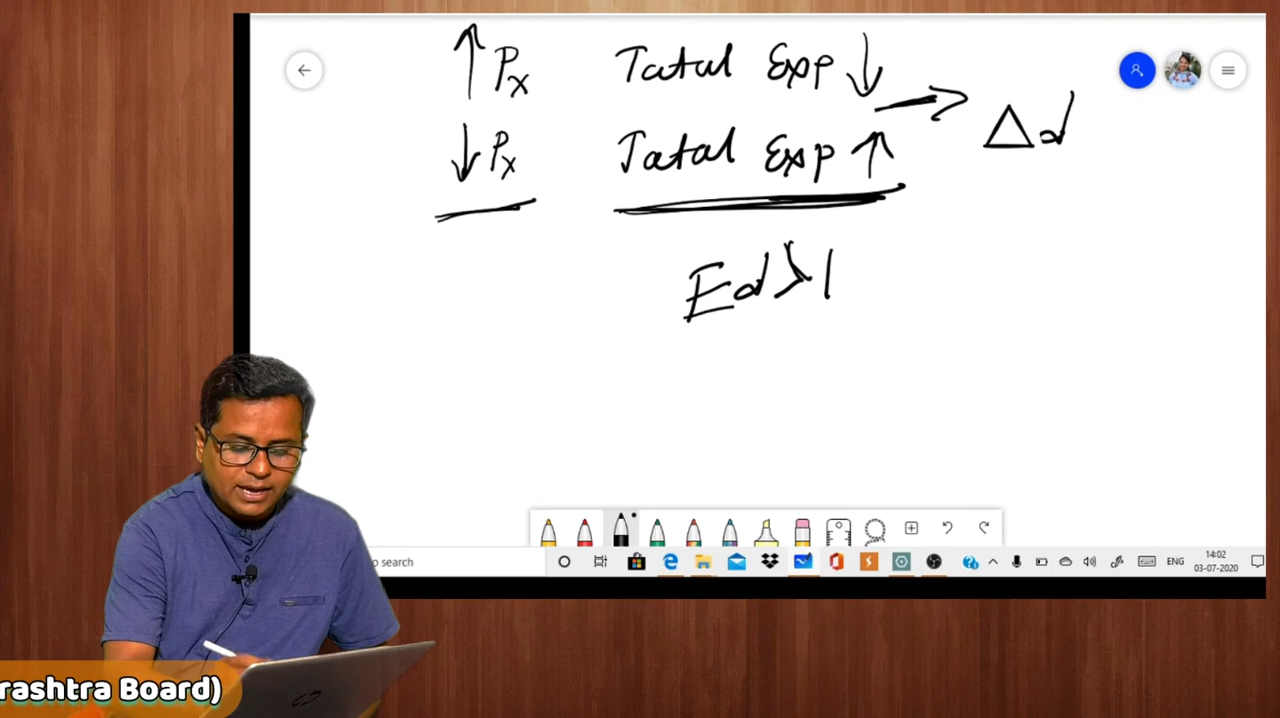 ↑ Px Tatal Exp ↓ → Δd
↓ Px Tatal Exp ↑
Ed>1
o search
ENG
14:02
03-07-2020
rashtra Board)